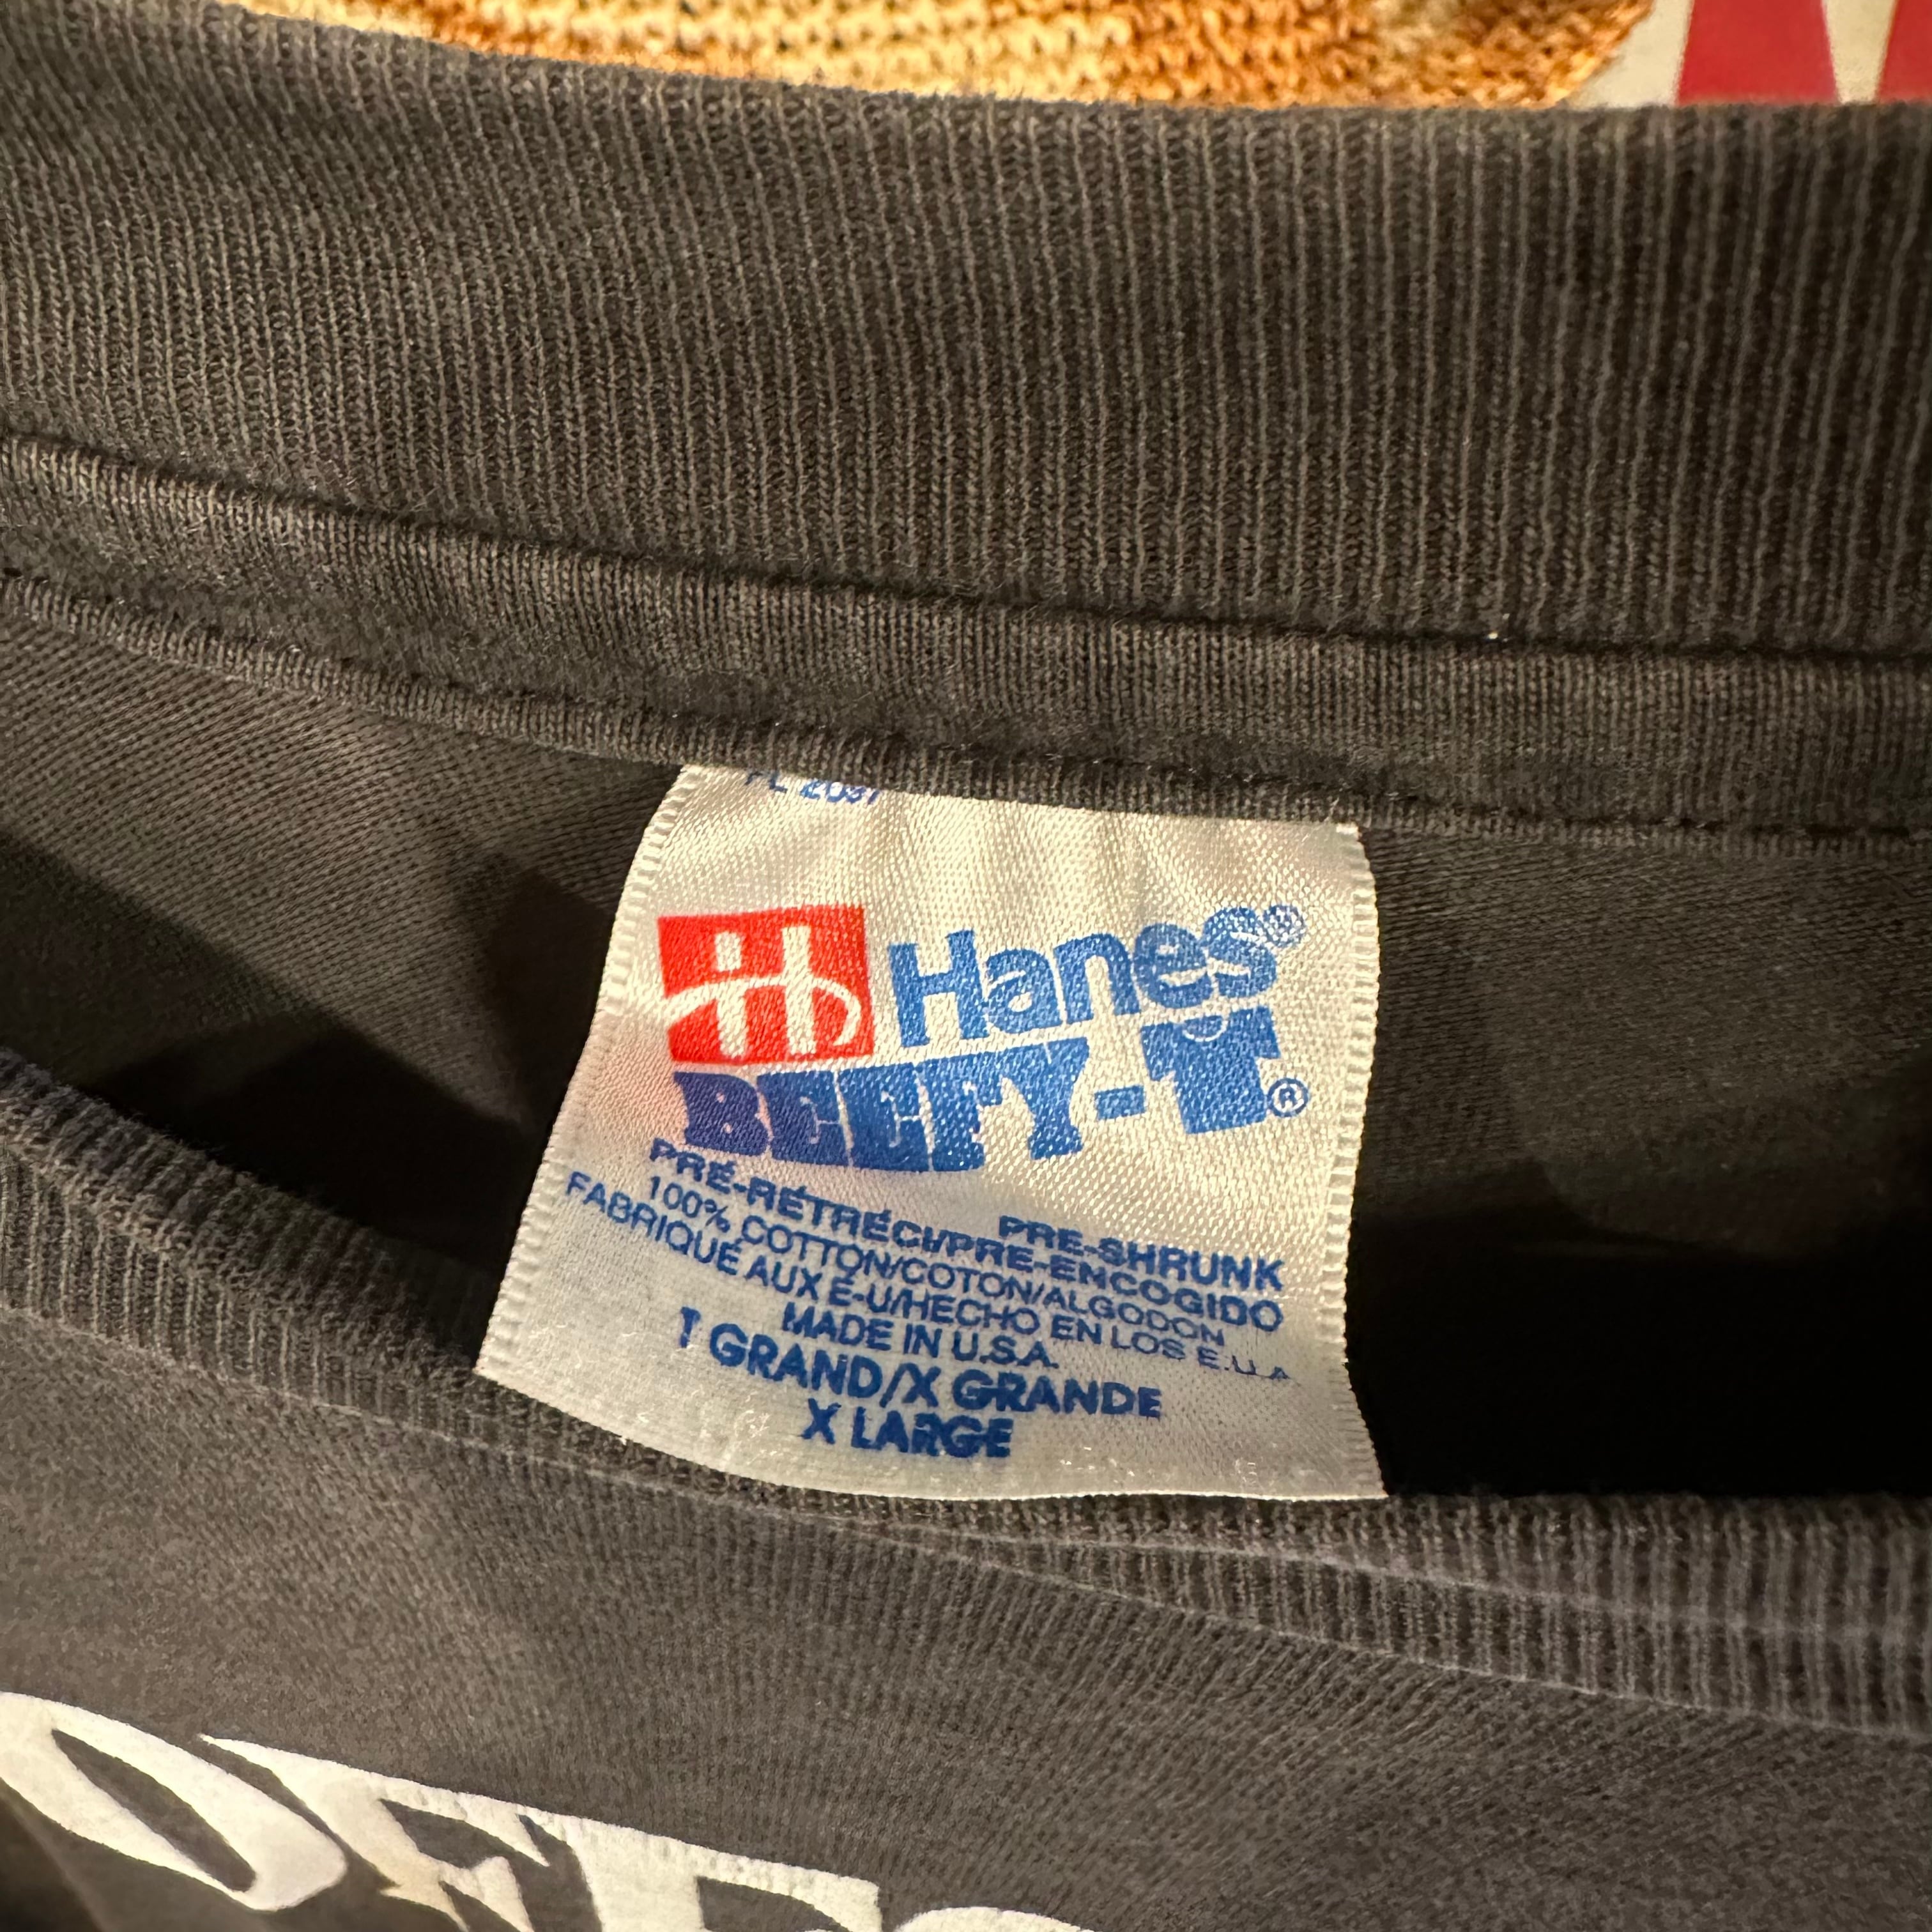 Hanes®
BEEFY-T®
PRE-SHRUNK
PRÉ-RÉTRÉCI/PRE-ENCOGIDO
100% COTTON/COTON/ALGODON
FABRIQUÉ AUX É-U/HECHO EN LOS E.U.A
MADE IN U.S.A.
T GRAND/X GRANDE
X LARGE